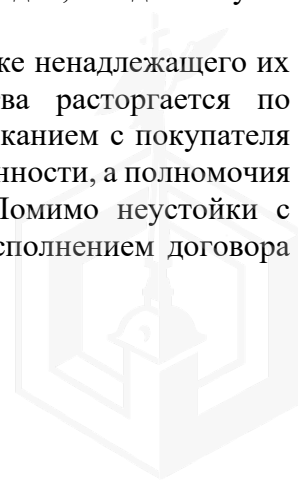 же ненадлежащего их
ва расторгается по
канием с покупателя
нности, а полномочия
Помимо неустойки с
сполнением договора